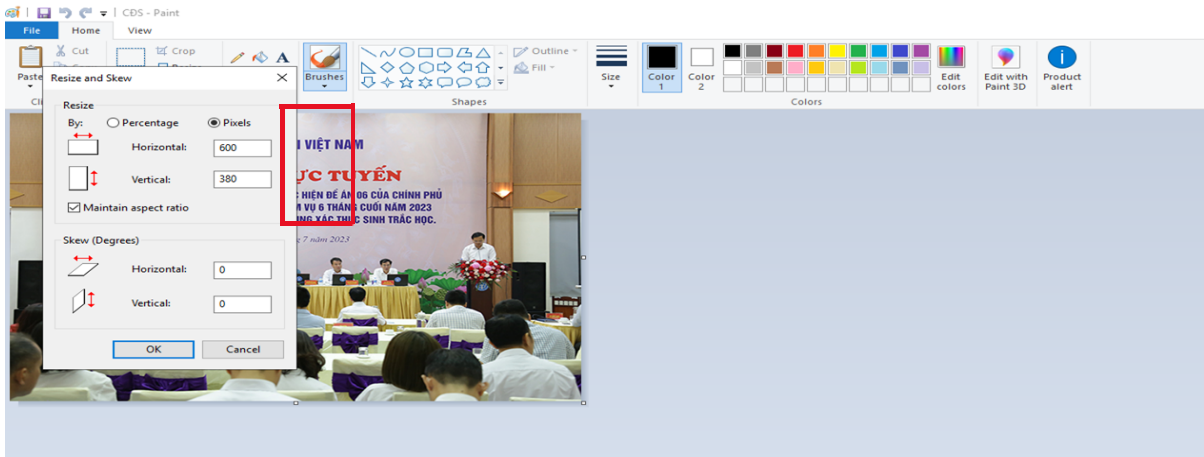 CĐS - Paint
File Home View
Cut
Crop
Paste
Brushes
Outline
Fill
Shapes
Size
Color 1
Color 2
Colors
Edit colors
Edit with Paint 3D
Product alert
Resize and Skew
Resize
By: Percentage Pixels
Horizontal: 600
Vertical: 380
Maintain aspect ratio
Skew (Degrees)
Horizontal: 0
Vertical: 0
OK Cancel
VIỆT NAM
TUYẾN
HIỆN ĐỀ ÁN 06 CỦA CHÍNH PHỦ
VỤ 6 THÁNG CUỐI NĂM 2023
XÁC THỰC SINH TRẮC HỌC.
7 năm 2023